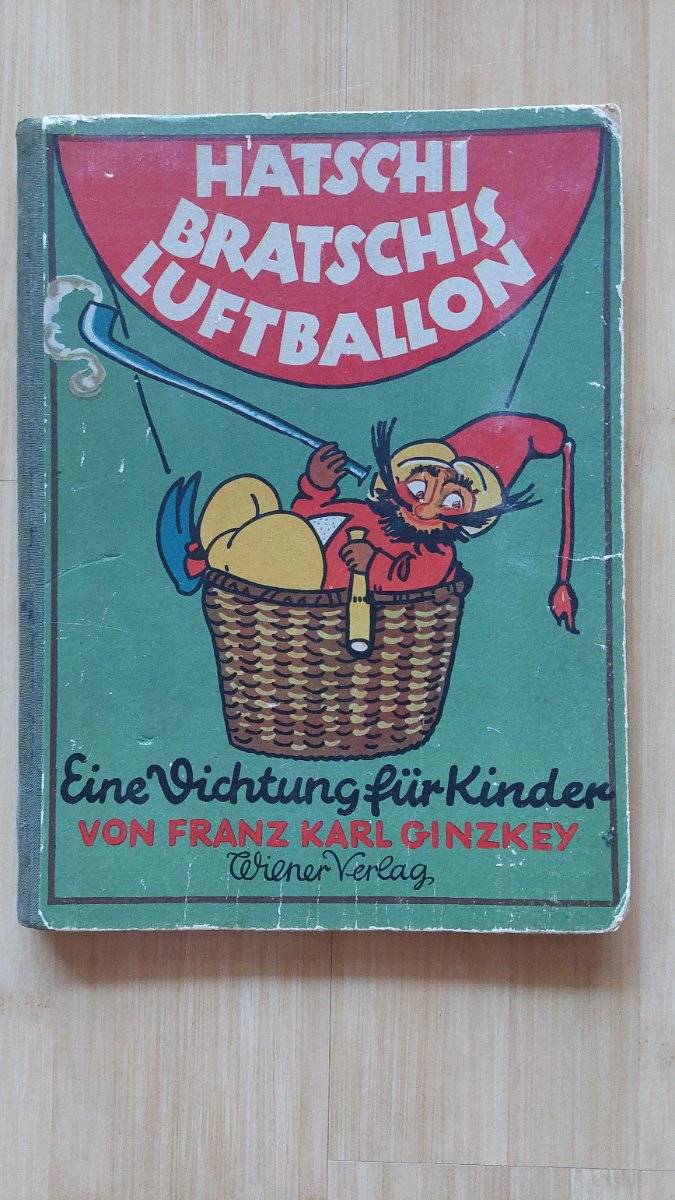 HATSCHI
BRATSCHIS
LUFTBALLON
Eine Dichtung für Kinder
VON FRANZ KARL GINZKEY
Wiener Verlag